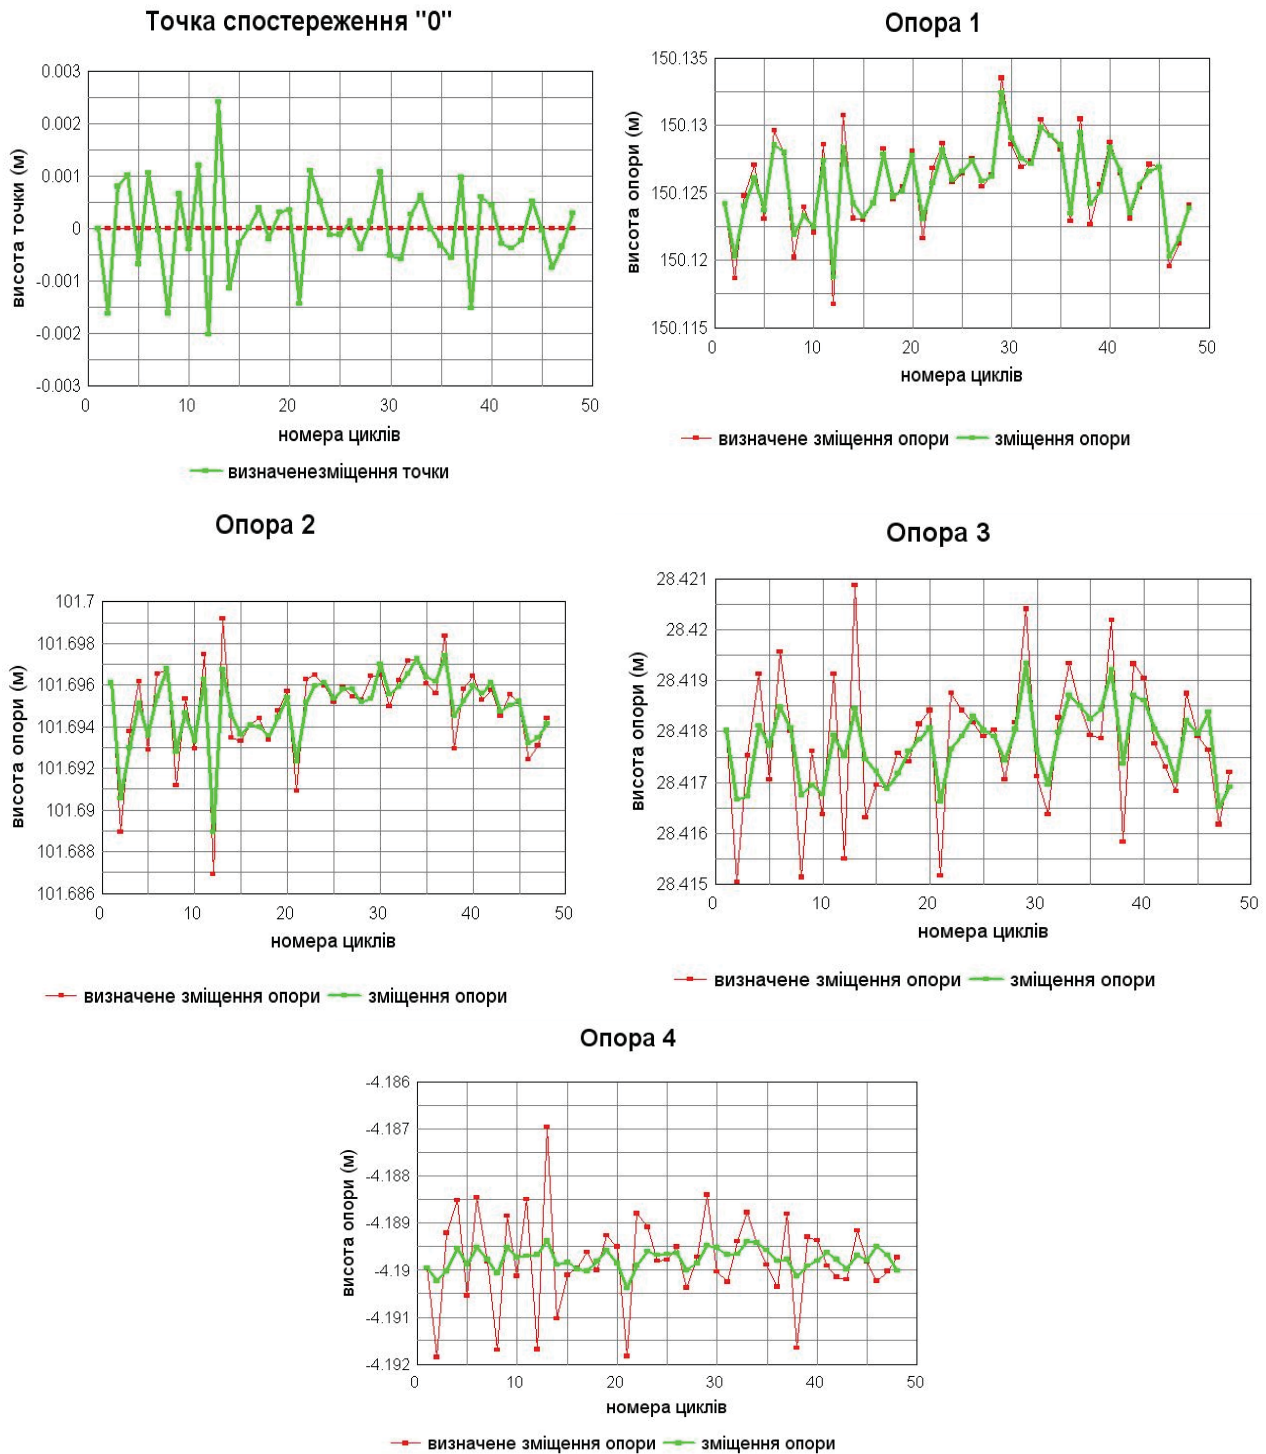 Точка спостереження "0"
висота точки (м)
0.003
0.002
0.001
0
-0.001
-0.002
-0.003
0 10 20 30 40 50
номера циклів
визначенезміщення точки
Опора 1
висота опори (м)
150.135
150.13
150.125
150.12
150.115
0 10 20 30 40 50
номера циклів
визначене зміщення опори зміщення опори
Опора 2
висота опори (м)
101.7
101.698
101.696
101.694
101.692
101.69
101.688
101.686
0 10 20 30 40 50
номера циклів
визначене зміщення опори зміщення опори
Опора 3
висота опори (м)
28.421
28.42
28.419
28.418
28.417
28.416
28.415
0 10 20 30 40 50
номера циклів
визначене зміщення опори зміщення опори
Опора 4
висота опори (м)
-4.186
-4.187
-4.188
-4.189
-4.19
-4.191
-4.192
0 10 20 30 40 50
номера циклів
визначене зміщення опори зміщення опори